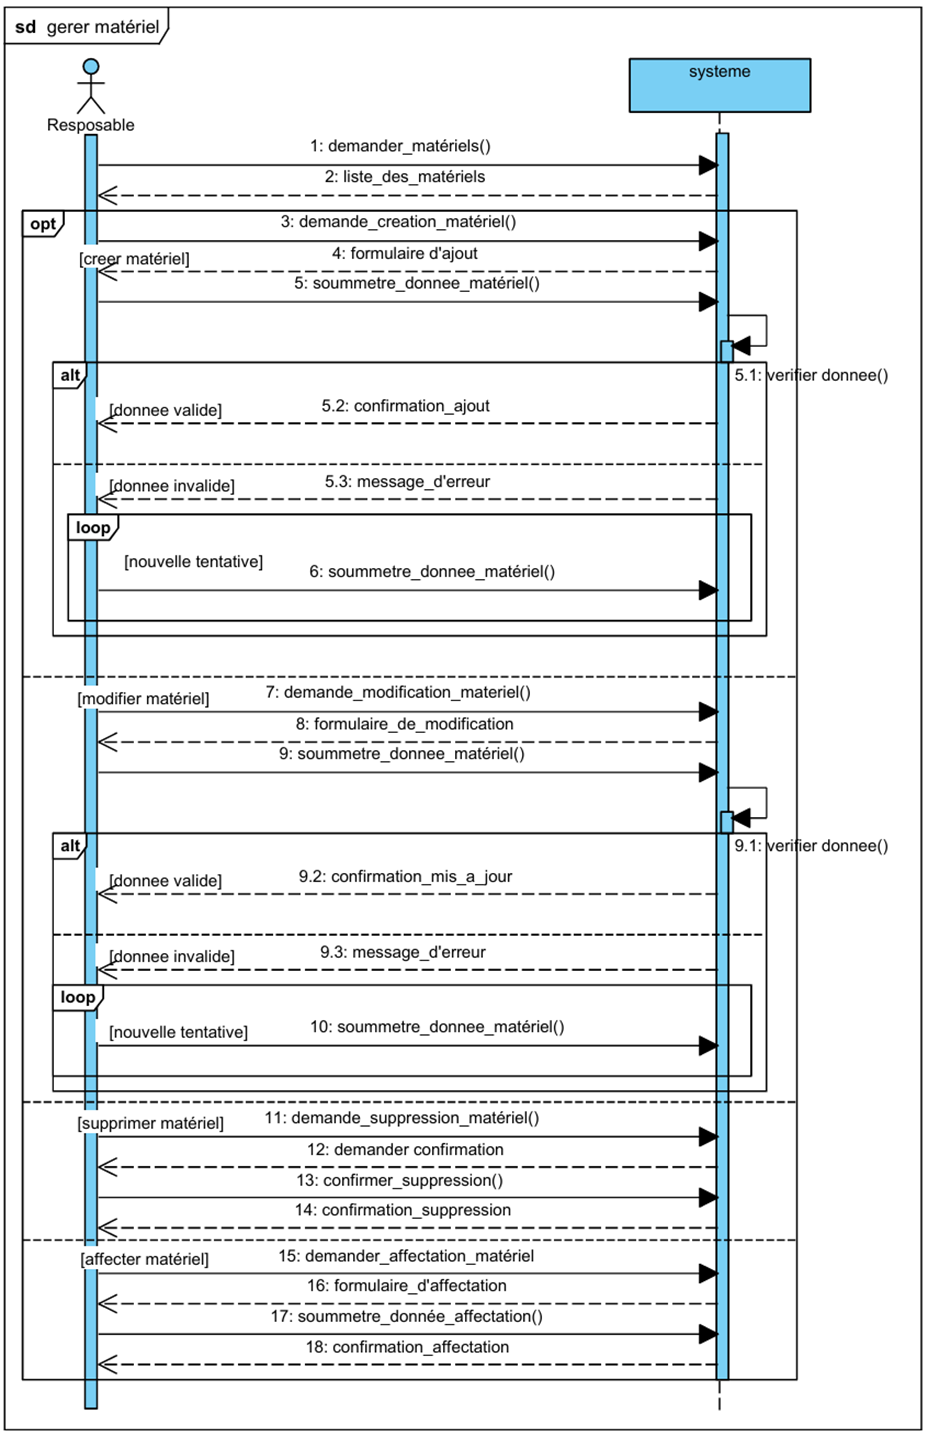 sd gerer matériel
systeme
Resposable
1: demander_matériels()
2: liste_des_matériels
opt
3: demande_creation_matériel()
[creer matériel]
4: formulaire d'ajout
5: soummetre_donnee_matériel()
alt
5.1: verifier donnee()
[donnee valide]
5.2: confirmation_ajout
[donnee invalide]
5.3: message_d'erreur
loop
[nouvelle tentative]
6: soummetre_donnee_matériel()
[modifier matériel]
7: demande_modification_materiel()
8: formulaire_de_modification
9: soummetre_donnee_matériel()
alt
9.1: verifier donnee()
[donnee valide]
9.2: confirmation_mis_a_jour
[donnee invalide]
9.3: message_d'erreur
loop
[nouvelle tentative]
10: soummetre_donnee_matériel()
[supprimer matériel]
11: demande_suppression_matériel()
12: demander confirmation
13: confirmer_suppression()
14: confirmation_suppression
[affecter matériel]
15: demander_affectation_matériel
16: formulaire_d'affectation
17: soummetre_donnée_affectation()
18: confirmation_affectation